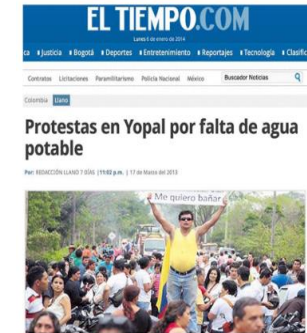 EL TIEMPO.COM
Lunes 6 de enero de 2014
ca Justicia Bogotá Deportes Entretenimiento Reportajes Tecnología Clasific
Contratos Licitaciones Paramilitarismo Policía Nacional México Buscador Noticias
Colombia Llano
Protestas en Yopal por falta de agua
potable
Por: REDACCIÓN LLANO 7 DÍAS | 11:02 p.m. | 17 de Marzo del 2013
Me quiero bañar